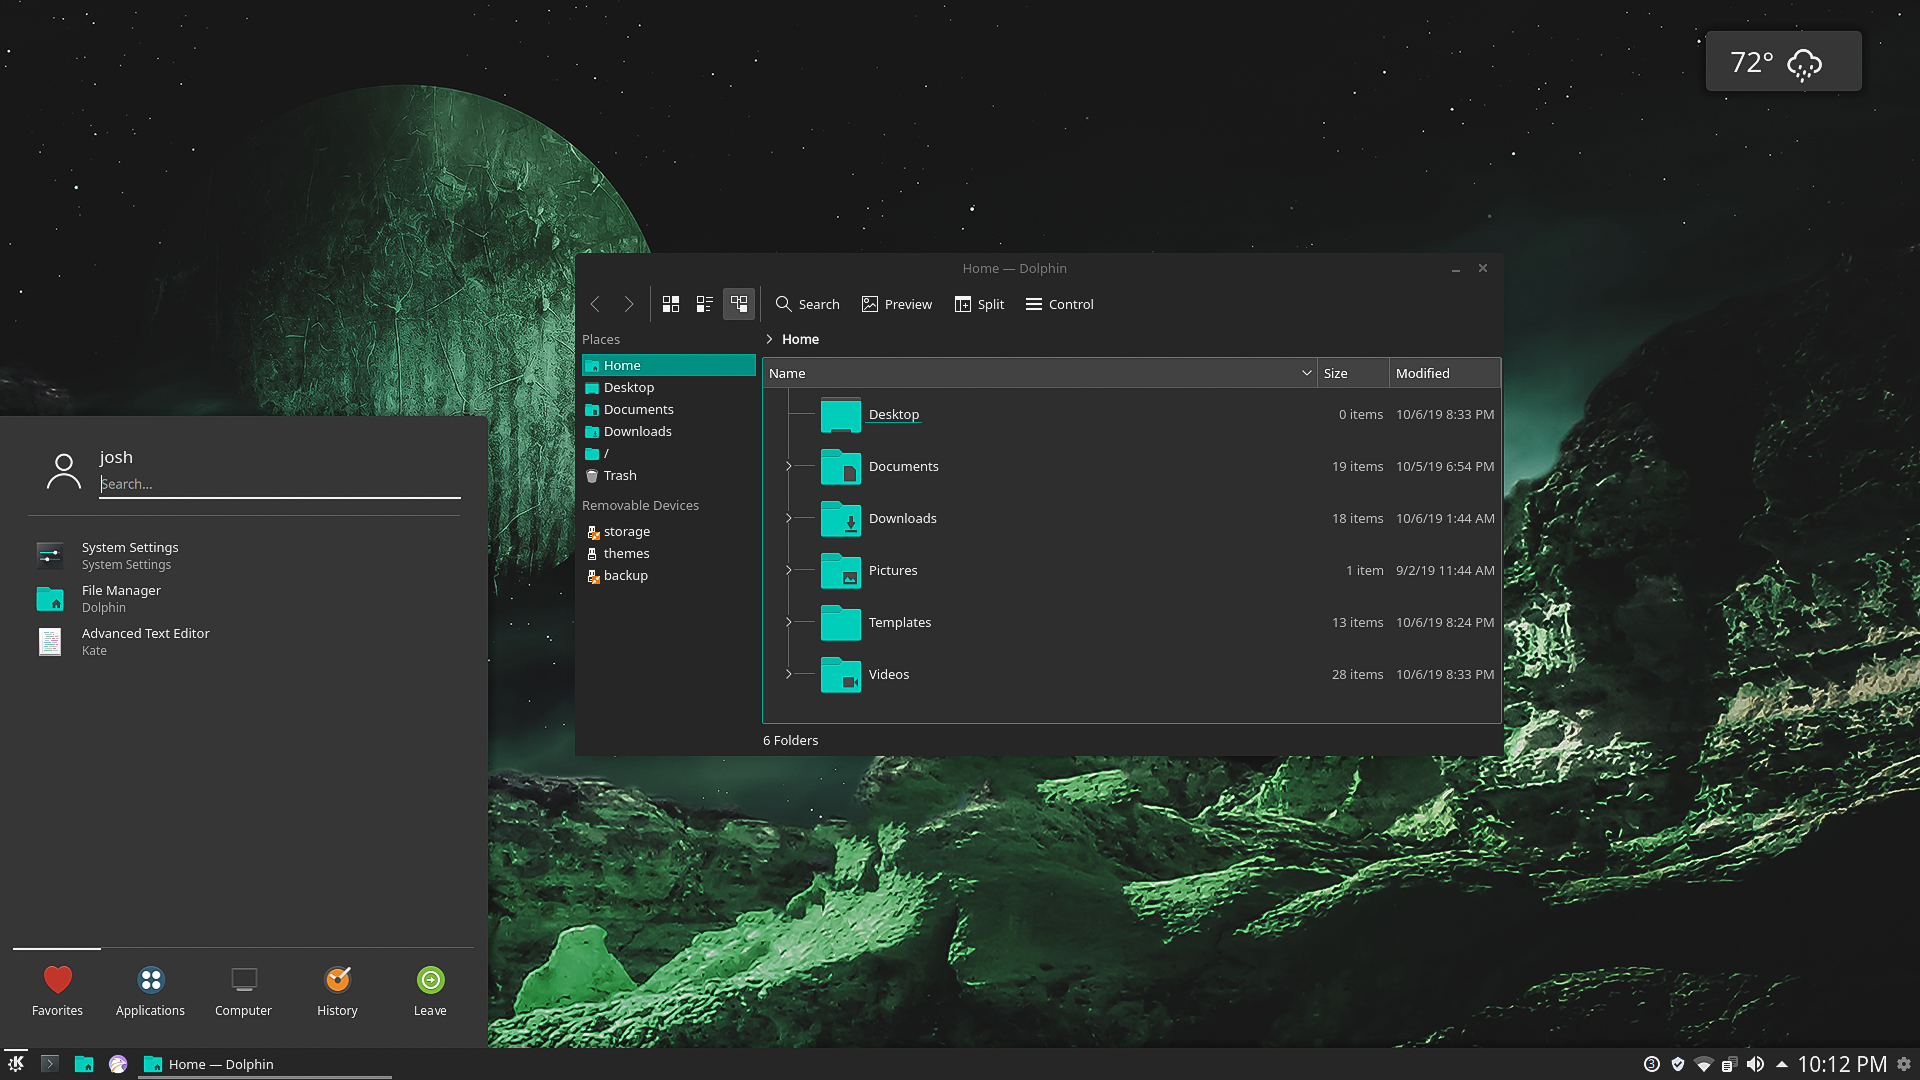 72°
Home — Dolphin
Search
Preview
Split
Control
Places
Home
Desktop
Documents
Downloads
/
Trash
Removable Devices
storage
themes
backup
Home
Name Size Modified
Desktop 0 items 10/6/19 8:33 PM
Documents 19 items 10/5/19 6:54 PM
Downloads 18 items 10/6/19 1:44 AM
Pictures 1 item 9/2/19 11:44 AM
Templates 13 items 10/6/19 8:24 PM
Videos 28 items 10/6/19 8:33 PM
6 Folders
josh
Search...
System Settings
System Settings
File Manager
Dolphin
Advanced Text Editor
Kate
Favorites
Applications
Computer
History
Leave
Home — Dolphin
3
10:12 PM